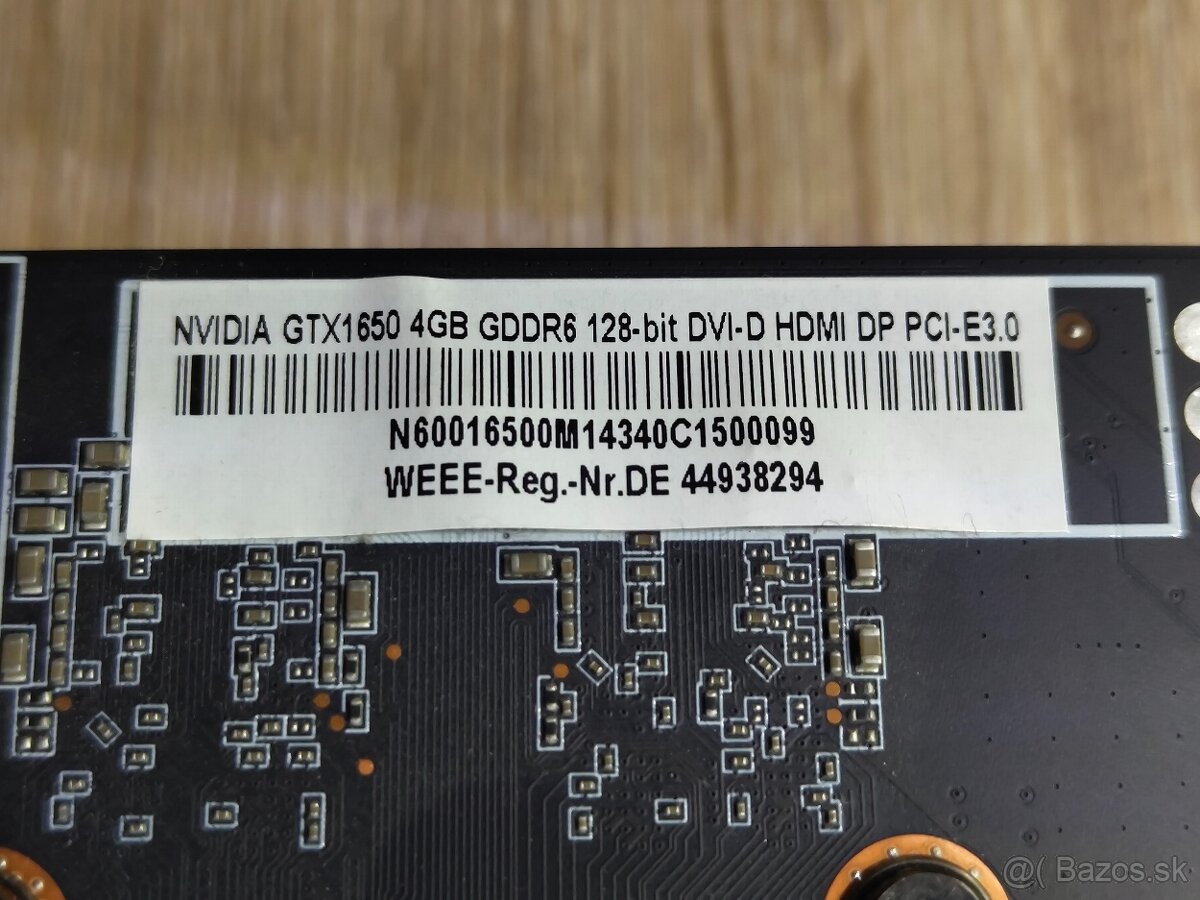 NVIDIA GTX1650 4GB GDDR6 128-bit DVI-D HDMI DP PCI-E3.0
N60016500M14340C1500099
WEEE-Reg.-Nr.DE 44938294
@( Bazos.sk